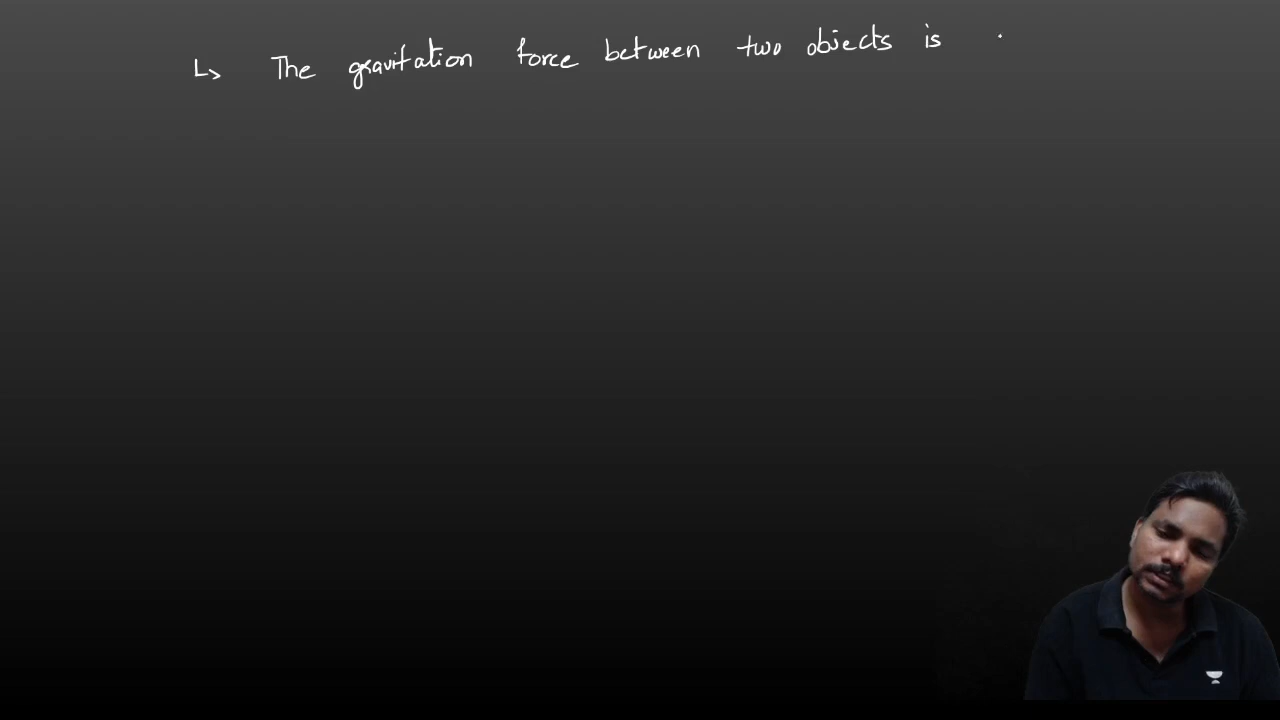 ↳ The gravitation force between two objects is